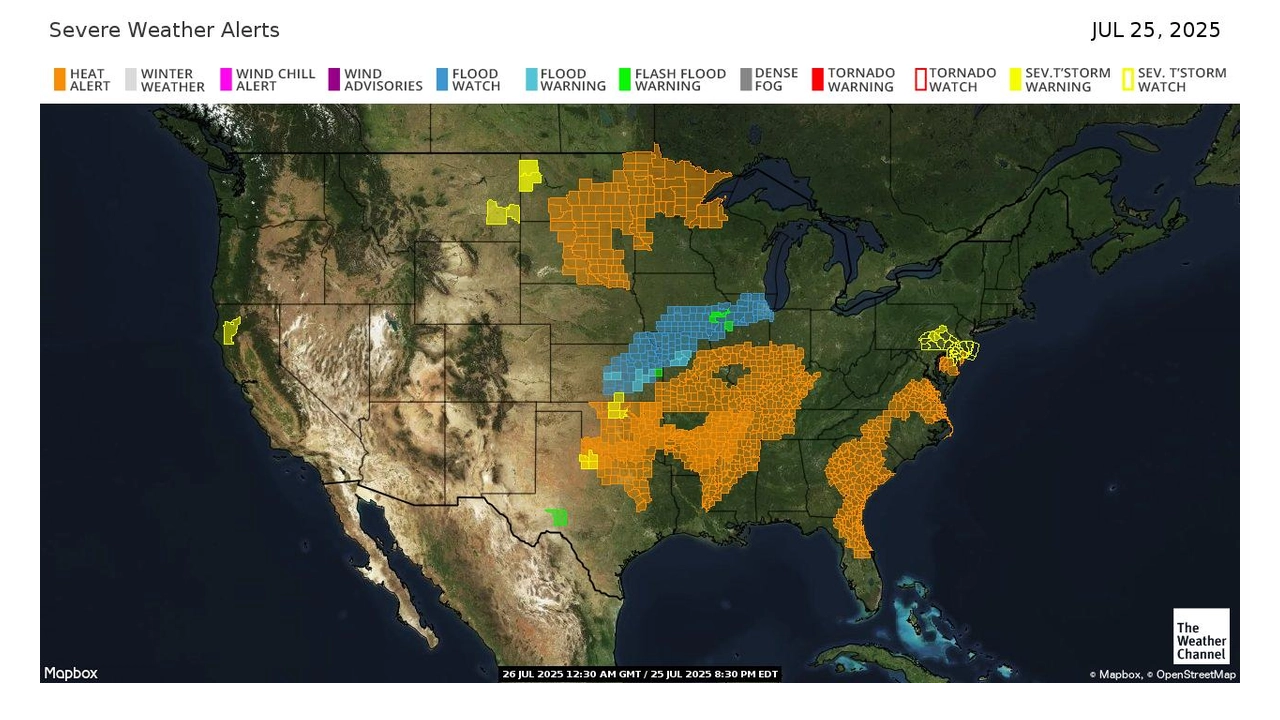 Severe Weather Alerts
JUL 25, 2025
HEAT ALERT
WINTER WEATHER
WIND CHILL ALERT
WIND ADVISORIES
FLOOD WATCH
FLOOD WARNING
FLASH FLOOD WARNING
DENSE FOG
TORNADO WARNING
TORNADO WATCH
SEV.T'STORM WARNING
SEV. T'STORM WATCH
The
Weather
Channel
Mapbox
26 JUL 2025 12:30 AM GMT / 25 JUL 2025 8:30 PM EDT
© Mapbox, © OpenStreetMap